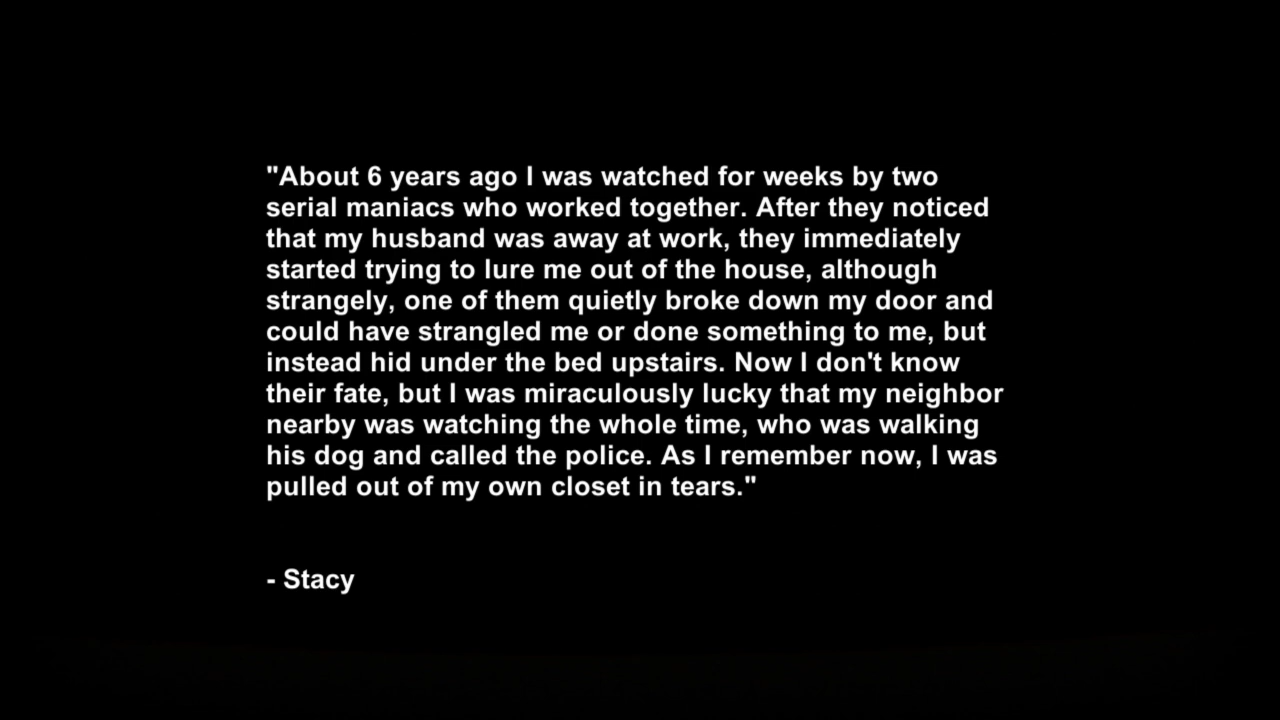 "About 6 years ago I was watched for weeks by two
serial maniacs who worked together. After they noticed
that my husband was away at work, they immediately
started trying to lure me out of the house, although
strangely, one of them quietly broke down my door and
could have strangled me or done something to me, but
instead hid under the bed upstairs. Now I don't know
their fate, but I was miraculously lucky that my neighbor
nearby was watching the whole time, who was walking
his dog and called the police. As I remember now, I was
pulled out of my own closet in tears."
- Stacy